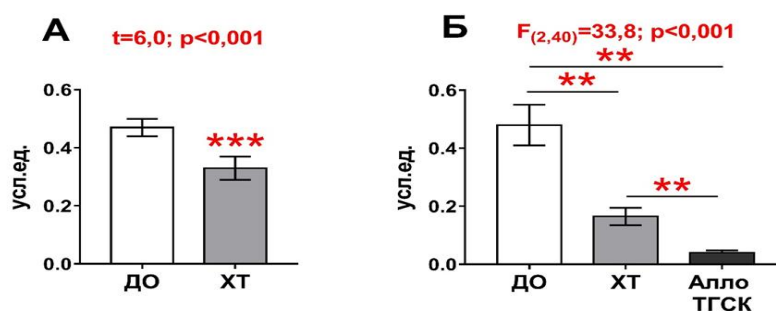 А
t=6,0; p<0,001
***
0.6
0.4
0.2
0.0
усл.ед.
ДО
ХТ
Б
F(2,40)=33,8; p<0,001
**
**
**
0.6
0.4
0.2
0.0
усл.ед.
ДО
ХТ
Алло
ТГСК